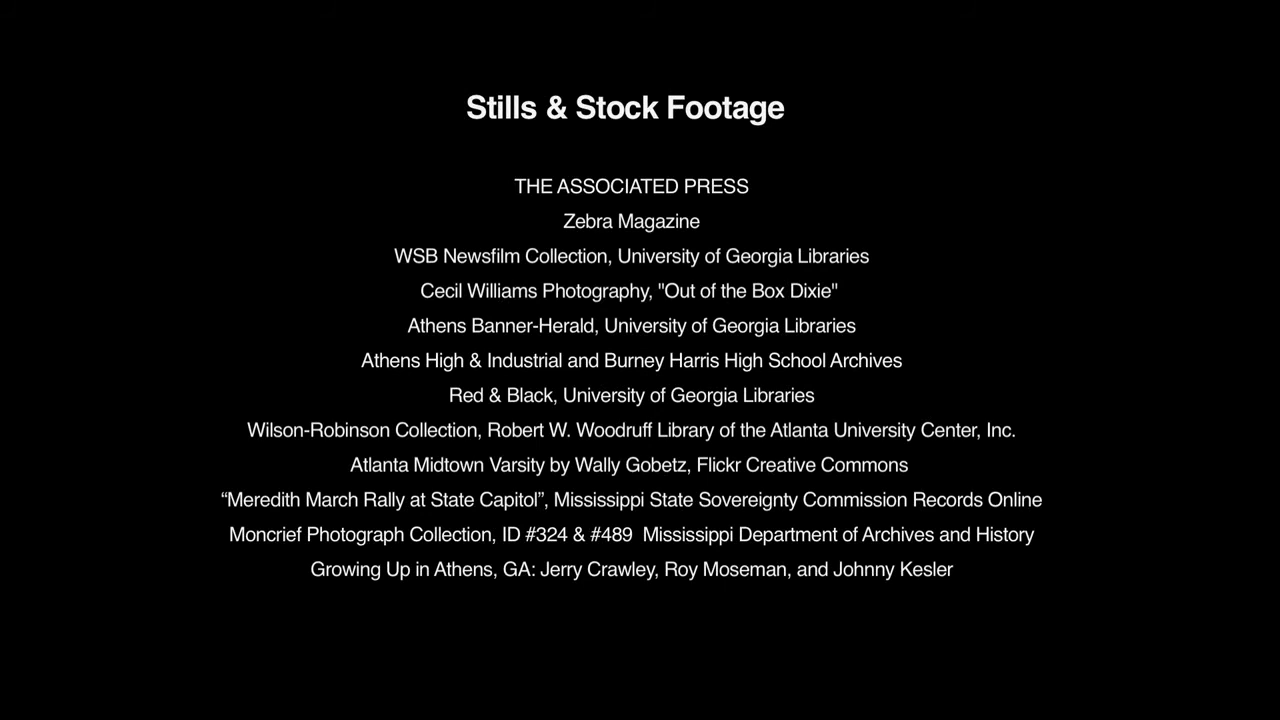 Stills & Stock Footage
THE ASSOCIATED PRESS
Zebra Magazine
WSB Newsfilm Collection, University of Georgia Libraries
Cecil Williams Photography, "Out of the Box Dixie"
Athens Banner-Herald, University of Georgia Libraries
Athens High & Industrial and Burney Harris High School Archives
Red & Black, University of Georgia Libraries
Wilson-Robinson Collection, Robert W. Woodruff Library of the Atlanta University Center, Inc.
Atlanta Midtown Varsity by Wally Gobetz, Flickr Creative Commons
“Meredith March Rally at State Capitol”, Mississippi State Sovereignty Commission Records Online
Moncrief Photograph Collection, ID #324 & #489  Mississippi Department of Archives and History
Growing Up in Athens, GA: Jerry Crawley, Roy Moseman, and Johnny Kesler